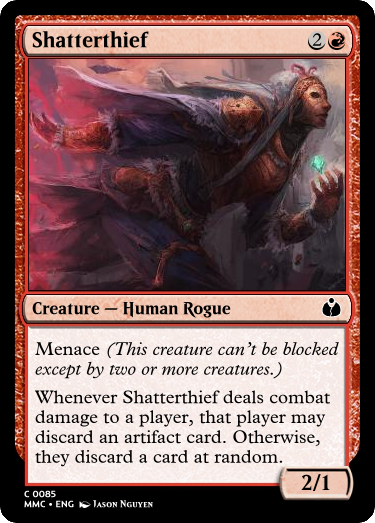 Shatterthief 2
Creature — Human Rogue
Menace (This creature can't be blocked
except by two or more creatures.)
Whenever Shatterthief deals combat
damage to a player, that player may
discard an artifact card. Otherwise,
they discard a card at random.
2/1
C 0085
MMC • ENG Jason Nguyen